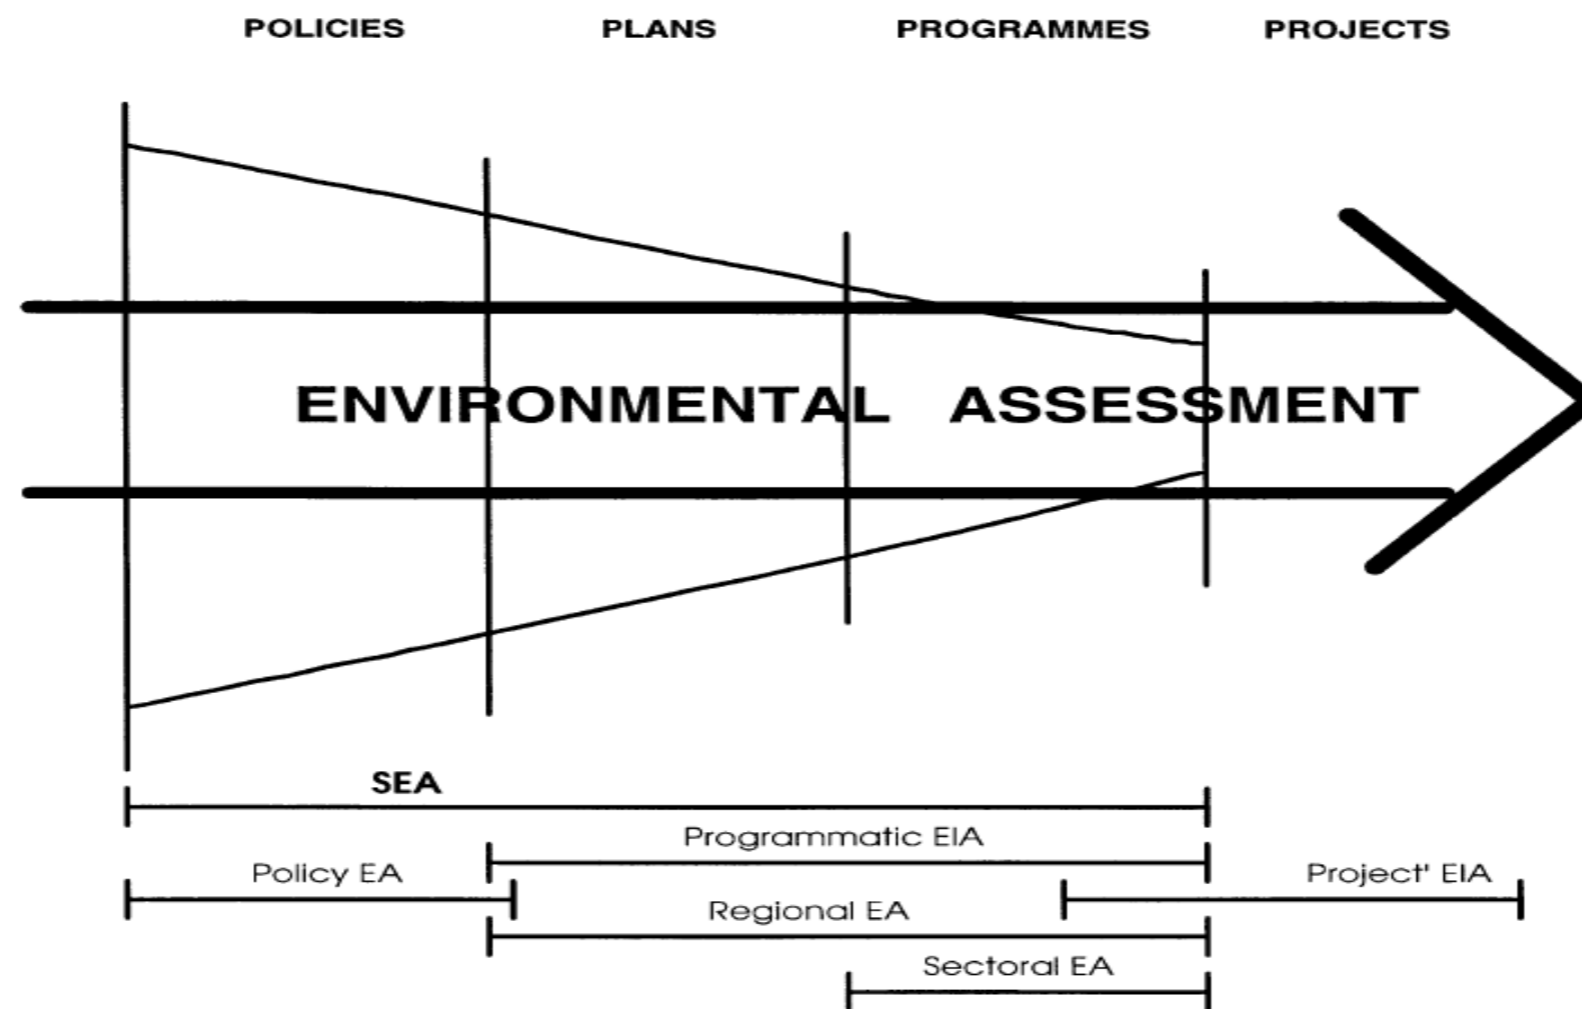 POLICIES PLANS PROGRAMMES PROJECTS
ENVIRONMENTAL ASSESSMENT
SEA
Programmatic EIA
Policy EA
Project' EIA
Regional EA
Sectoral EA